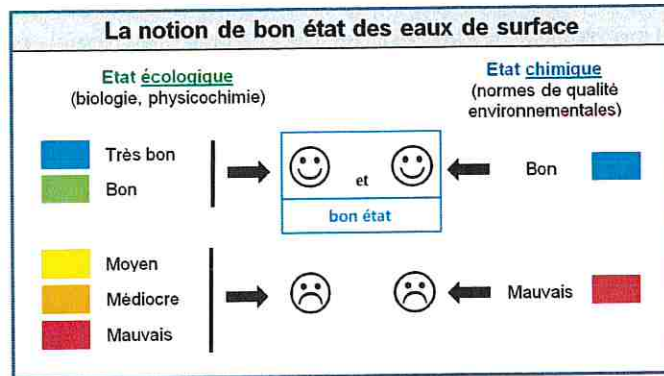 La notion de bon état des eaux de surface
Etat écologique
(biologie, physicochimie)
Etat chimique
(normes de qualité
environnementales)
Très bon
Bon
et
bon état
Bon
Moyen
Médiocre
Mauvais
Mauvais